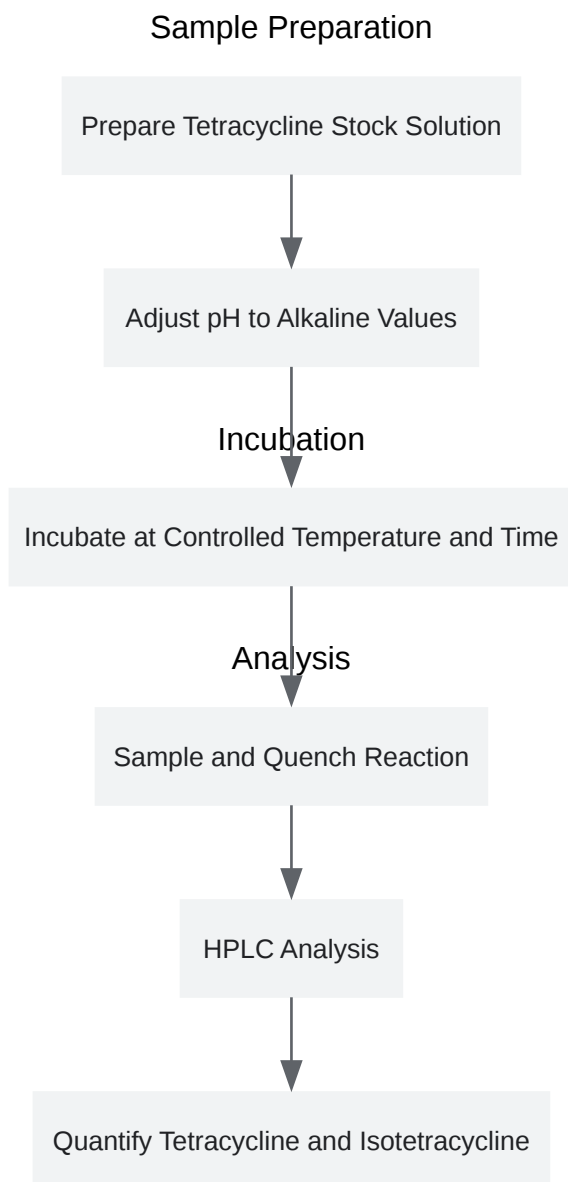 Sample Preparation
Prepare Tetracycline Stock Solution
Adjust pH to Alkaline Values
Incubation
Incubate at Controlled Temperature and Time
Analysis
Sample and Quench Reaction
HPLC Analysis
Quantify Tetracycline and Isotetracycline